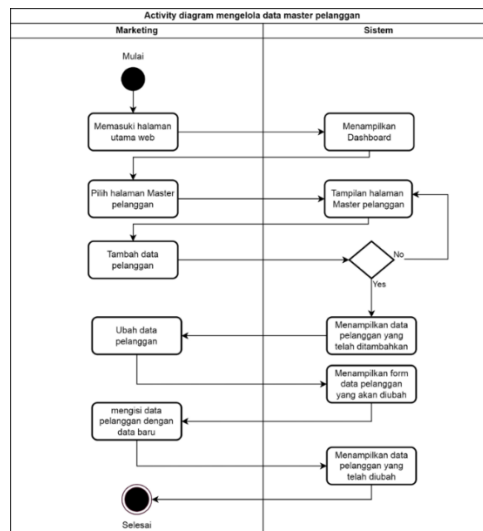 Activity diagram mengelola data master pelanggan
Marketing
Sistem
Mulai
Memasuki halaman
utama web
Menampilkan
Dashboard
Pilih halaman Master
pelanggan
Tampilan halaman
Master pelanggan
Tambah data
pelanggan
No
Yes
Menampilkan data
pelanggan yang
telah ditambahkan
Ubah data
pelanggan
Menampilkan form
data pelanggan
yang akan diubah
mengisi data
pelanggan dengan
data baru
Menampilkan data
pelanggan yang
telah diubah
Selesai